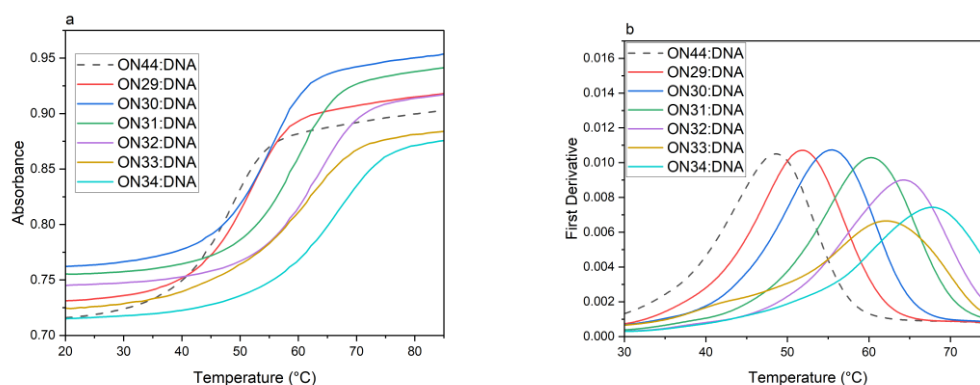 a
Absorbance
0.95
0.90
0.85
0.80
0.75
0.70
ON44:DNA
ON29:DNA
ON30:DNA
ON31:DNA
ON32:DNA
ON33:DNA
ON34:DNA
20 30 40 50 60 70 80
Temperature (°C)
b
First Derivative
0.016
0.014
0.012
0.010
0.008
0.006
0.004
0.002
0.000
ON44:DNA
ON29:DNA
ON30:DNA
ON31:DNA
ON32:DNA
ON33:DNA
ON34:DNA
30 40 50 60 70
Temperature (°C)